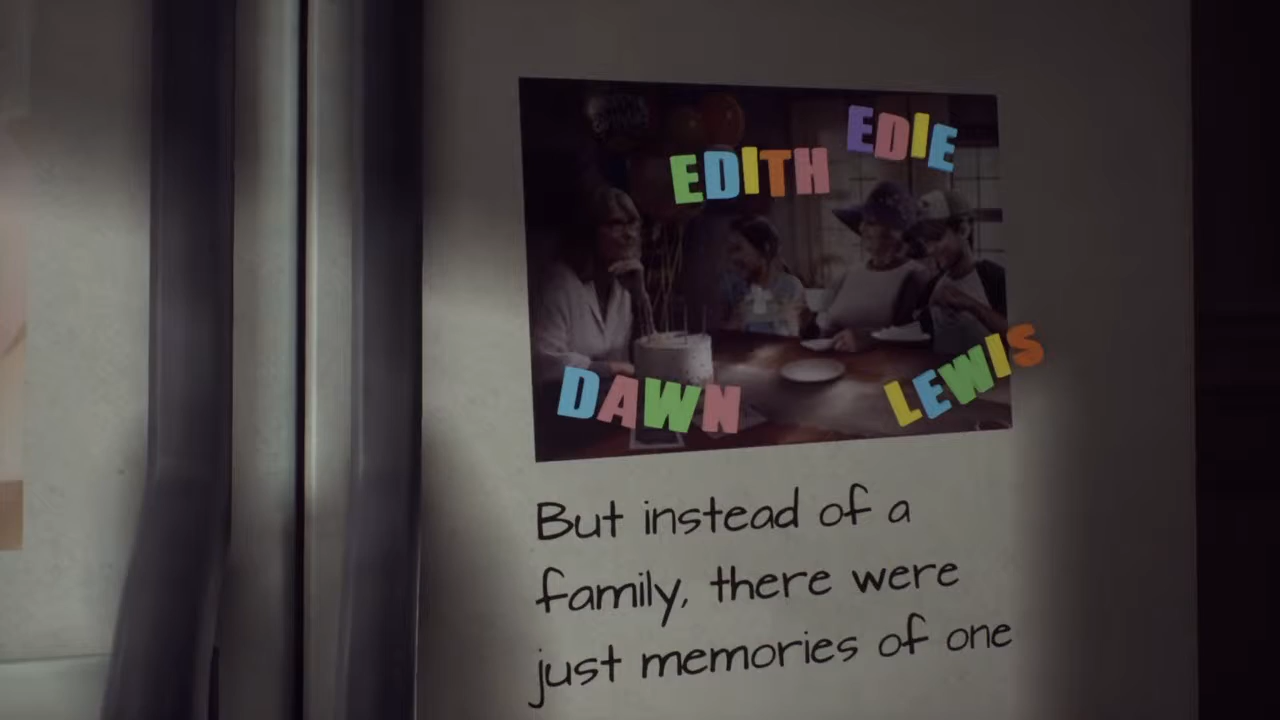 EDIE
EDITH
DAWN
LEWIS
But instead of a
family, there were
just memories of one